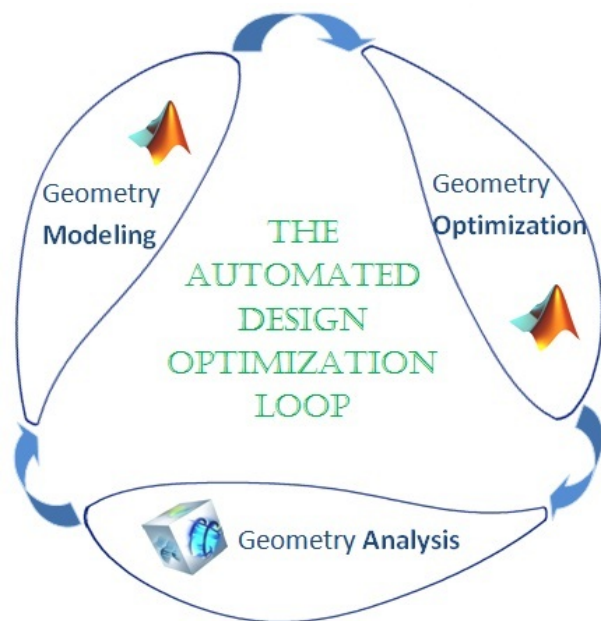 Geometry
Modeling
Geometry
Optimization
THE
AUTOMATED
DESIGN
OPTIMIZATION
LOOP
Geometry Analysis